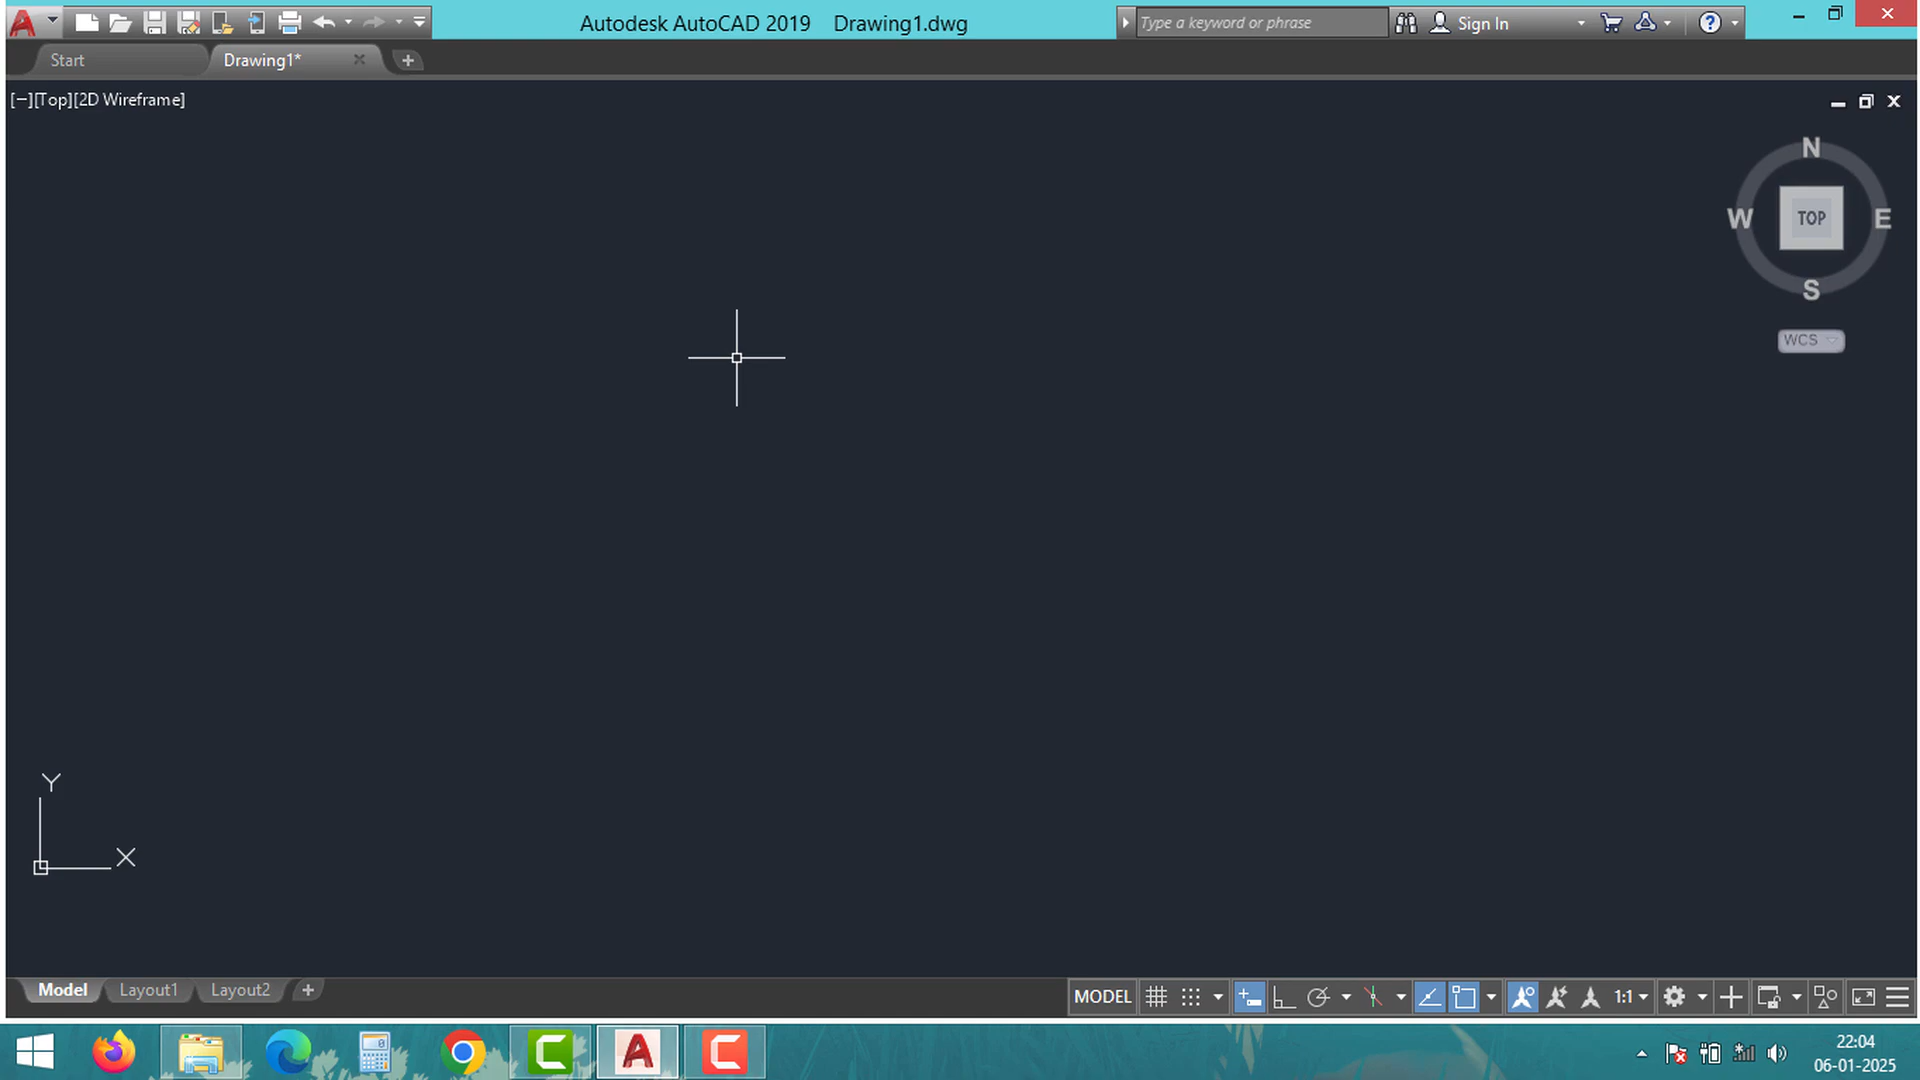 Autodesk AutoCAD 2019 Drawing1.dwg
Type a keyword or phrase
Sign In
Start
Drawing1*
[−][Top][2D Wireframe]
N
W
TOP
E
S
WCS
Y
X
Model
Layout1
Layout2
MODEL
1:1
22:04
06-01-2025